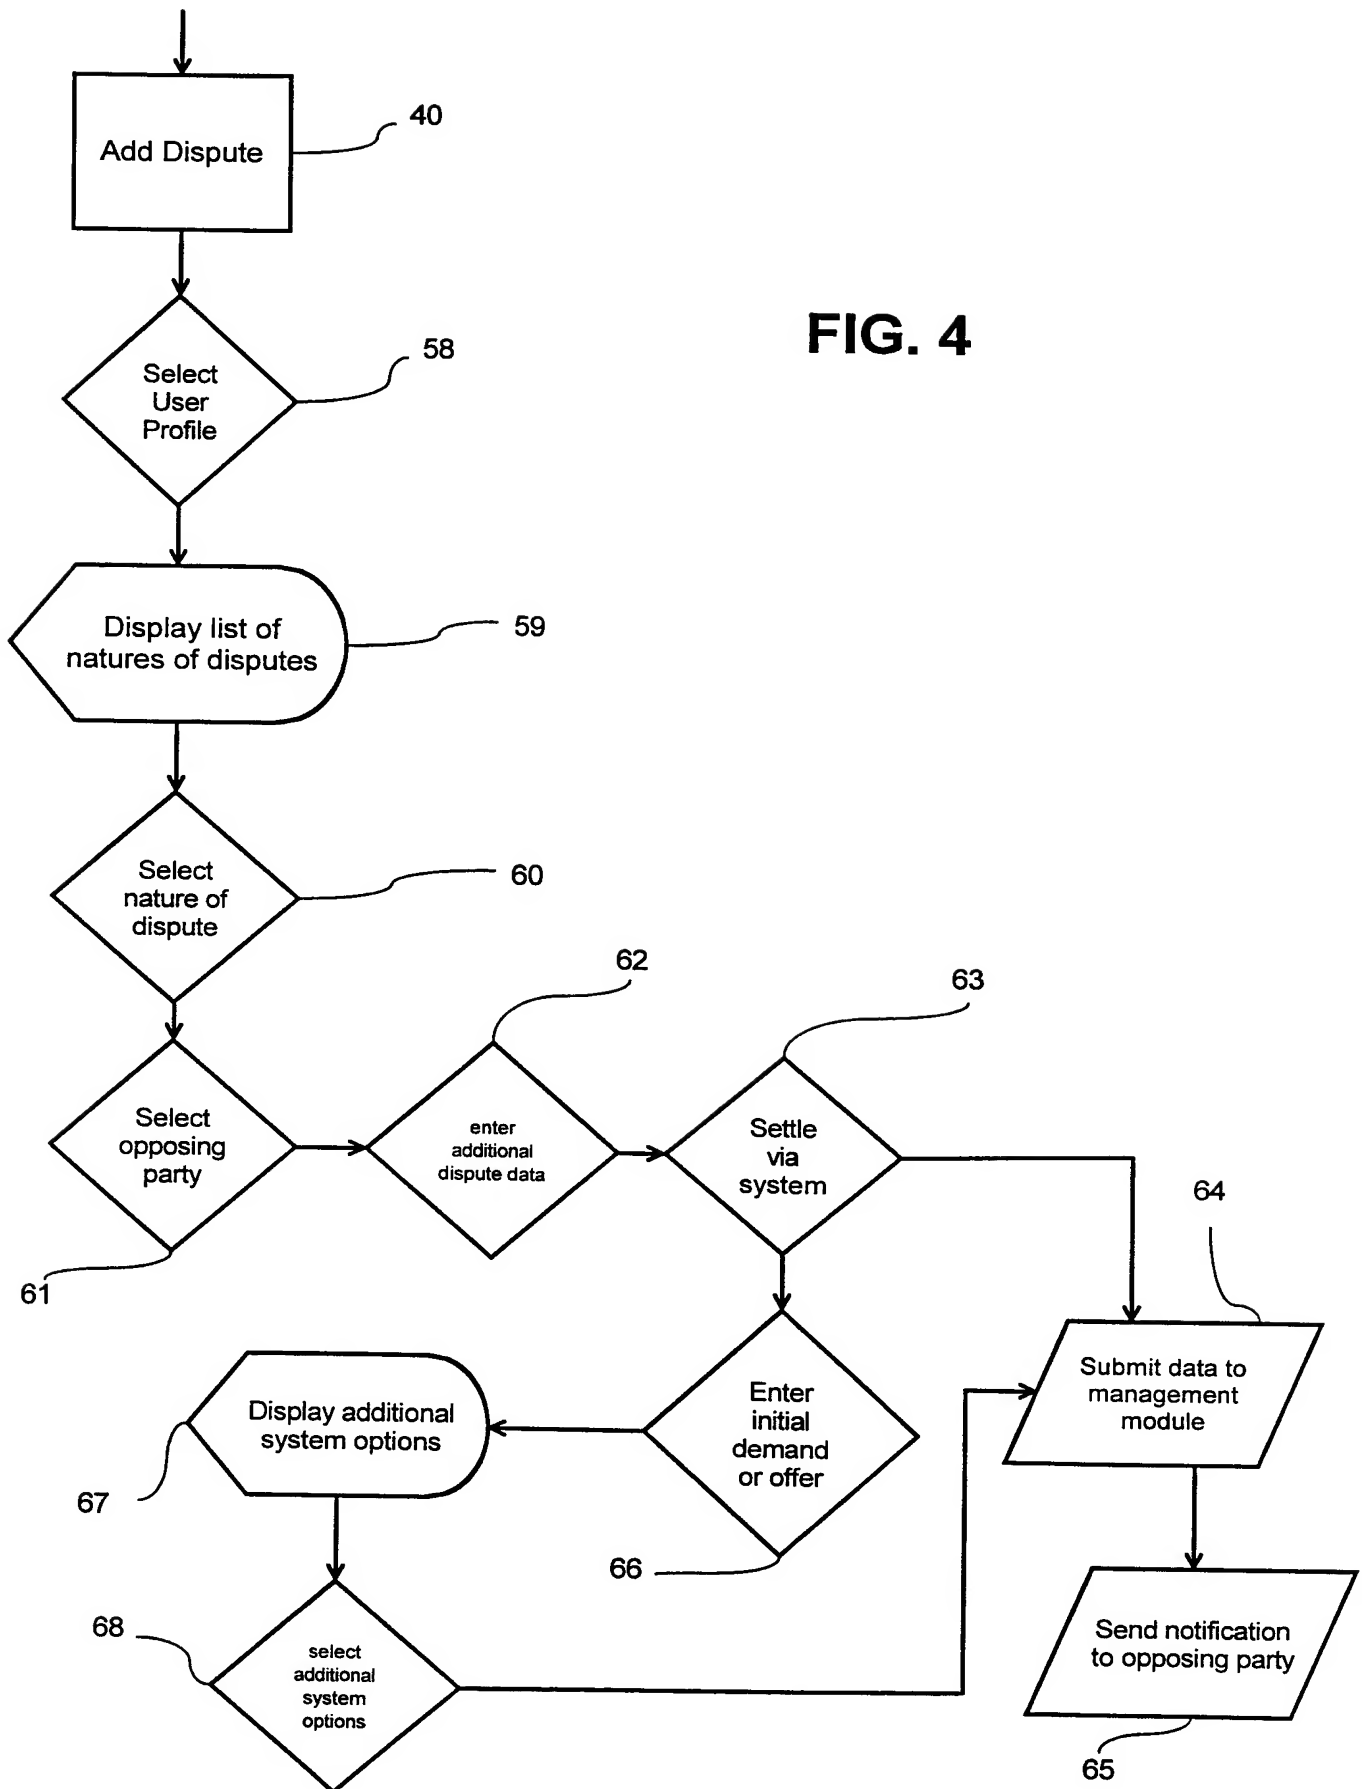 Add Dispute
40
FIG. 4
Select
User
Profile
58
Display list of
natures of disputes
59
Select
nature of
dispute
60
Select
opposing
party
61
enter
additional
dispute data
62
Settle
via
system
63
64
Submit data to
management
module
Enter
initial
demand
or offer
66
Display additional
system options
67
select
additional
system
options
68
Send notification
to opposing party
65